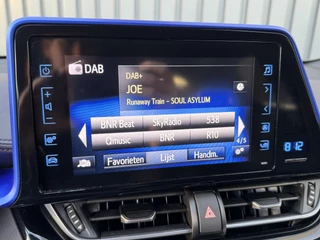 DAB
DAB+
JOE
Runaway Train - SOUL ASYLUM
BNR Beat SkyRadio 538
Qmusic BNR R10
4/5
Favorieten Lijst Handm.
8:12